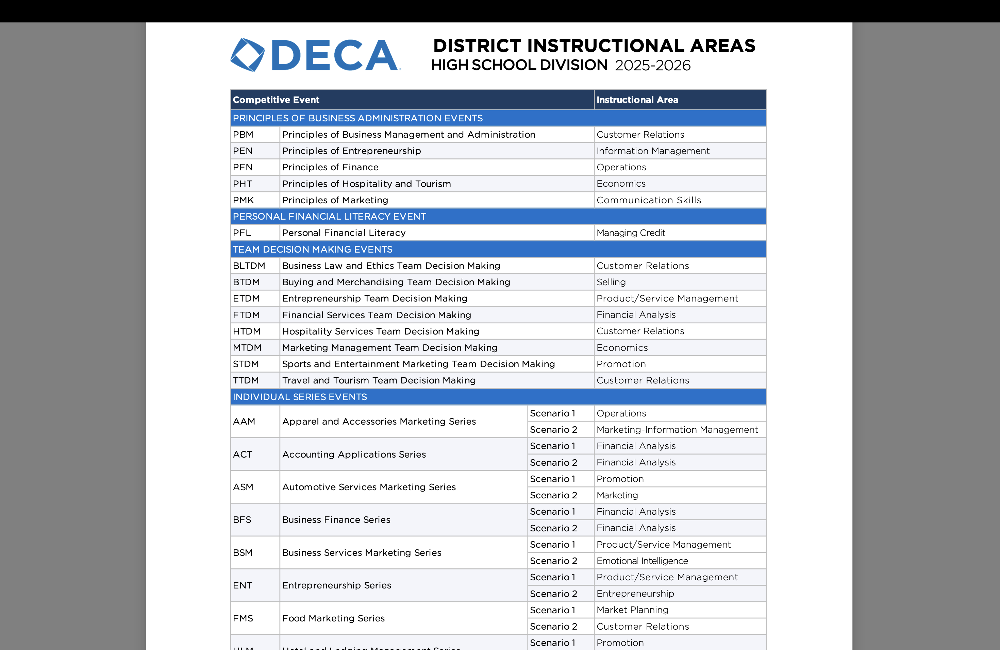 DECA
DISTRICT INSTRUCTIONAL AREAS
HIGH SCHOOL DIVISION 2025-2026
Competitive Event Instructional Area
PRINCIPLES OF BUSINESS ADMINISTRATION EVENTS
PBM Principles of Business Management and Administration Customer Relations
PEN Principles of Entrepreneurship Information Management
PFN Principles of Finance Operations
PHT Principles of Hospitality and Tourism Economics
PMK Principles of Marketing Communication Skills
PERSONAL FINANCIAL LITERACY EVENT
PFL Personal Financial Literacy Managing Credit
TEAM DECISION MAKING EVENTS
BLTDM Business Law and Ethics Team Decision Making Customer Relations
BTDM Buying and Merchandising Team Decision Making Selling
ETDM Entrepreneurship Team Decision Making Product/Service Management
FTDM Financial Services Team Decision Making Financial Analysis
HTDM Hospitality Services Team Decision Making Customer Relations
MTDM Marketing Management Team Decision Making Economics
STDM Sports and Entertainment Marketing Team Decision Making Promotion
TTDM Travel and Tourism Team Decision Making Customer Relations
INDIVIDUAL SERIES EVENTS
AAM Apparel and Accessories Marketing Series Scenario 1 Operations
Scenario 2 Marketing-Information Management
ACT Accounting Applications Series Scenario 1 Financial Analysis
Scenario 2 Financial Analysis
ASM Automotive Services Marketing Series Scenario 1 Promotion
Scenario 2 Marketing
BFS Business Finance Series Scenario 1 Financial Analysis
Scenario 2 Financial Analysis
BSM Business Services Marketing Series Scenario 1 Product/Service Management
Scenario 2 Emotional Intelligence
ENT Entrepreneurship Series Scenario 1 Product/Service Management
Scenario 2 Entrepreneurship
FMS Food Marketing Series Scenario 1 Market Planning
Scenario 2 Customer Relations
Scenario 1 Promotion
HLM Hotel and Lodging Management Series